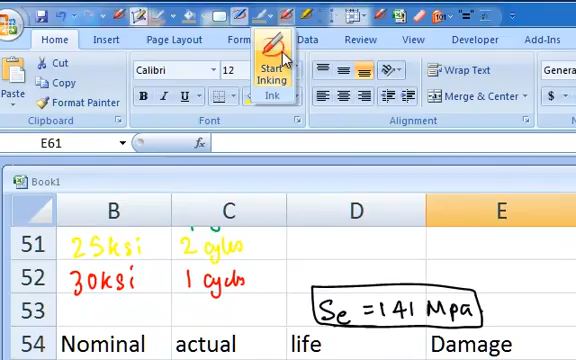 Home Insert Page Layout Review View Developer Add-Ins
Cut
Copy
Format Painter
Paste
Calibri 12
B I U
Start
Inking
Ink
Wrap Text
Merge & Center
$
Clipboard Font Alignment
E61 fx
Book1
B C D E
51 25ksi 2 cycles
52 30ksi 1 cycles
53 Se = 141 Mpa
54 Nominal actual life Damage